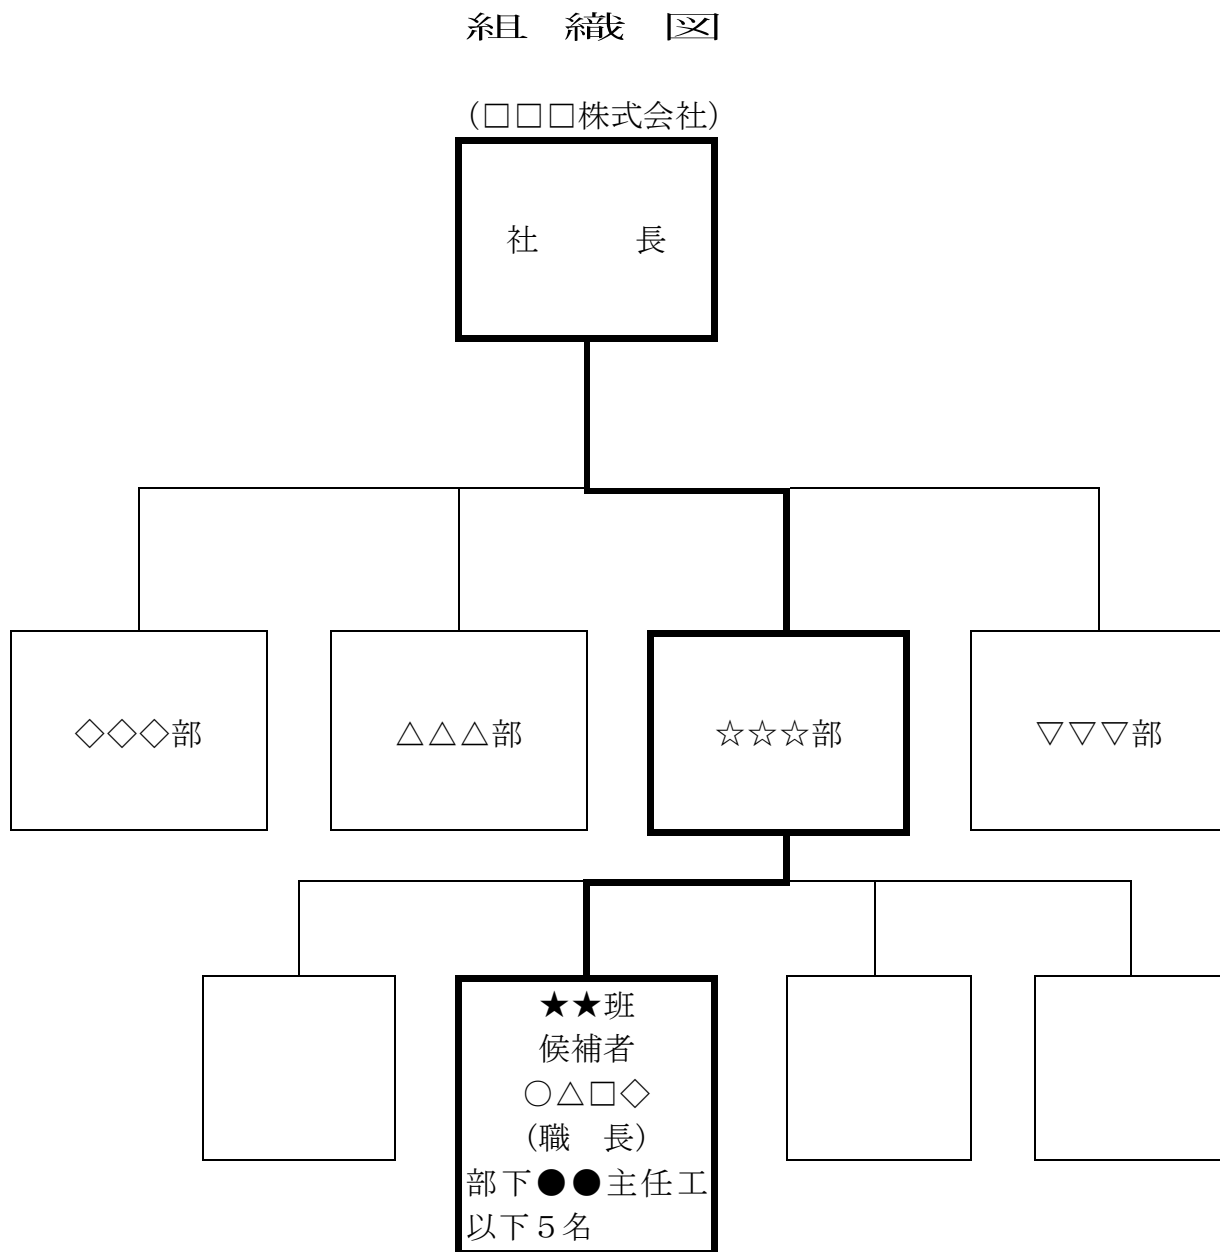 組　織　図
（□□□株式会社）
社　　　長
◇◇◇部
△△△部
☆☆☆部
▽▽▽部
★★班
候補者
○△□◇
（職　長）
部下●●主任工
以下５名